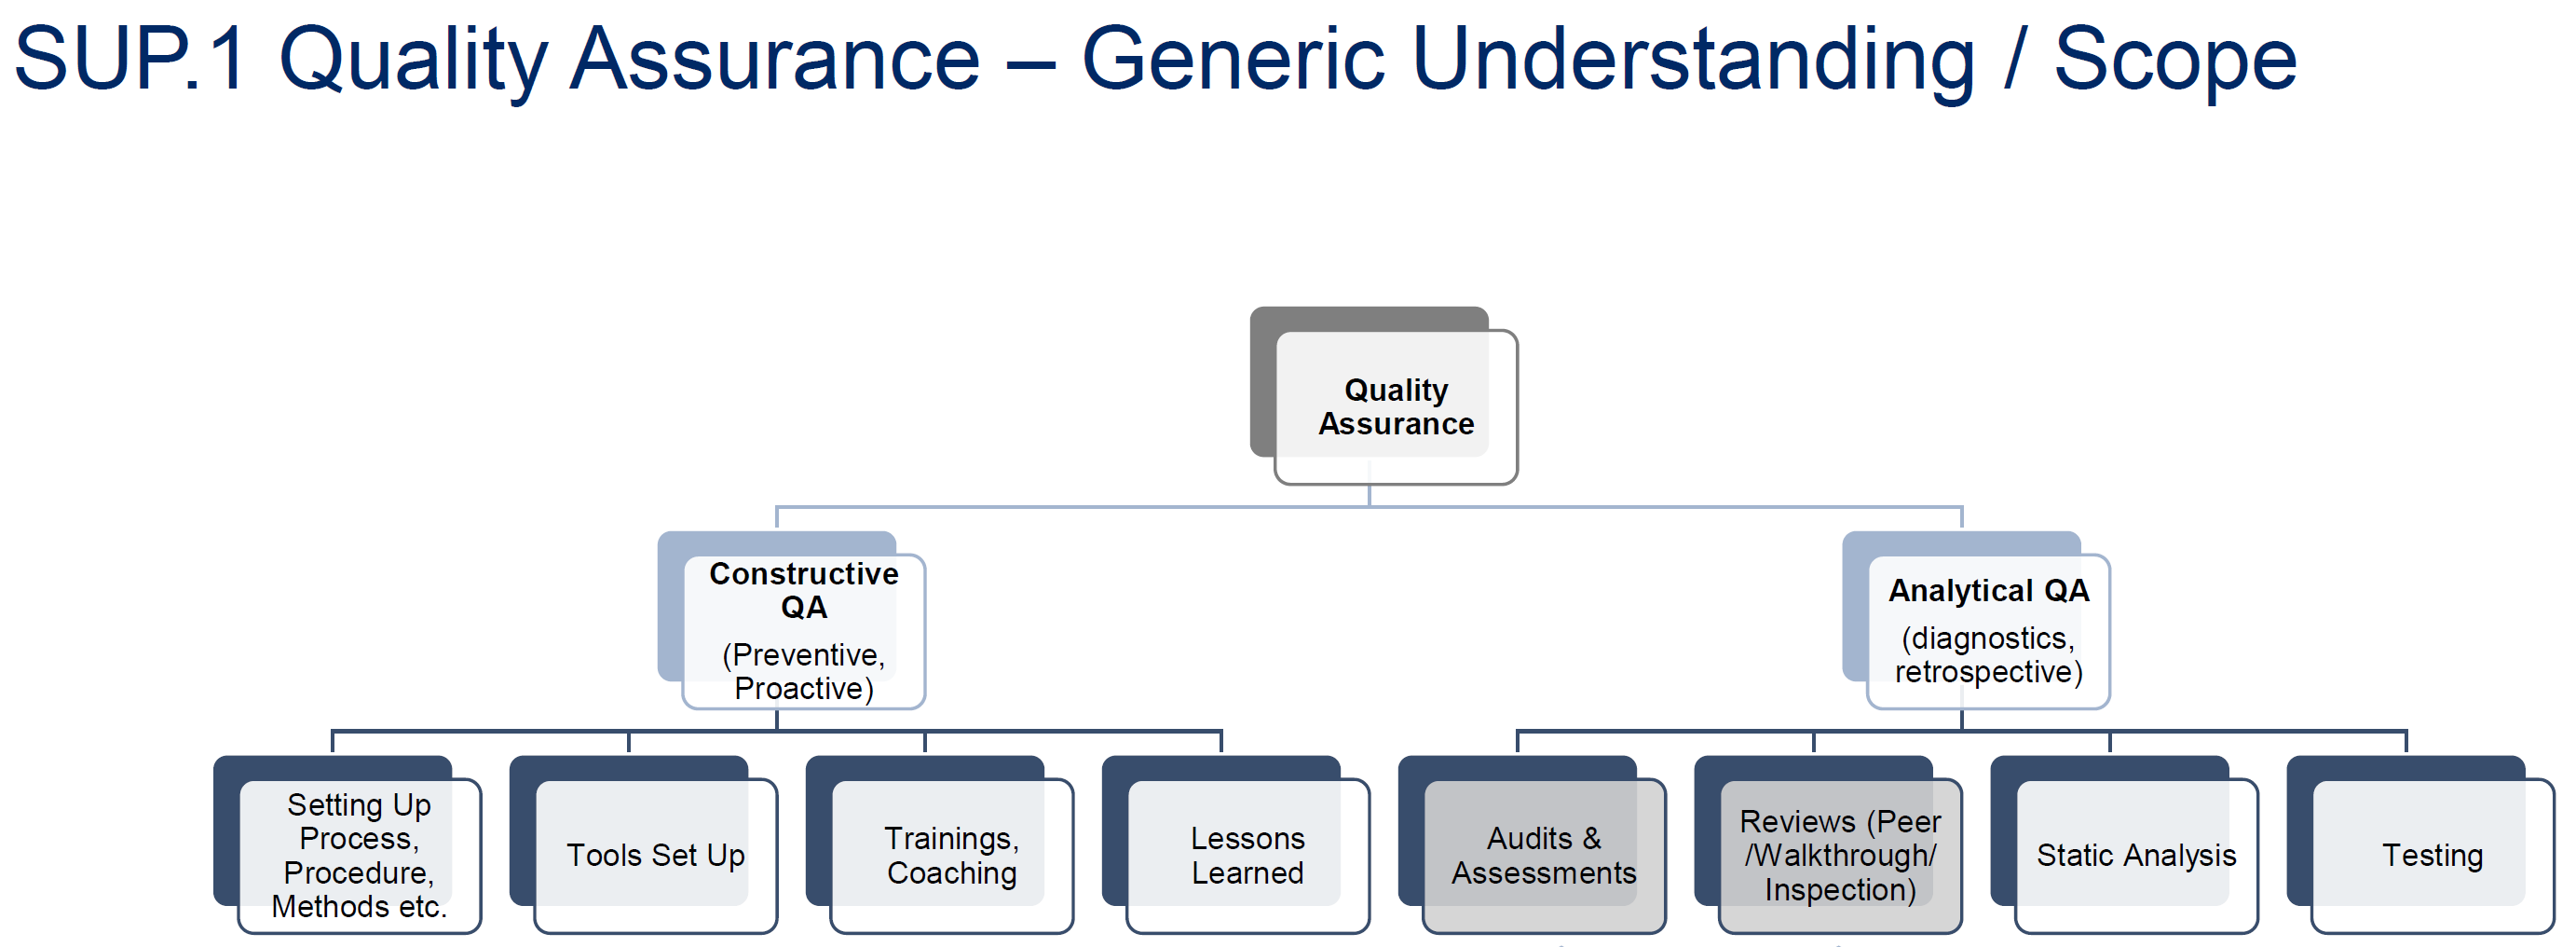 SUP.1 Quality Assurance – Generic Understanding / Scope
Quality
Assurance
Constructive
QA
(Preventive,
Proactive)
Analytical QA
(diagnostics,
retrospective)
Setting Up
Process,
Procedure,
Methods etc.
Tools Set Up
Trainings,
Coaching
Lessons
Learned
Audits &
Assessments
Reviews (Peer
/Walkthrough/
Inspection)
Static Analysis
Testing